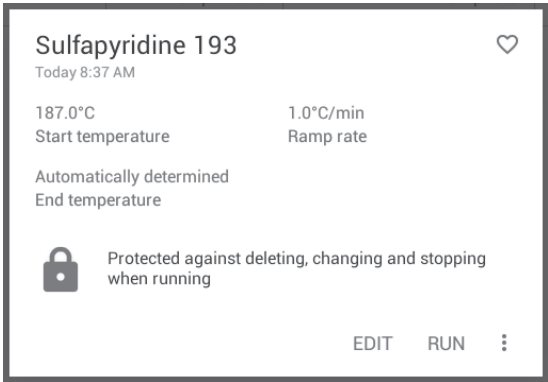 Sulfapyridine 193
Today 8:37 AM
187.0°C
Start temperature
1.0°C/min
Ramp rate
Automatically determined
End temperature
Protected against deleting, changing and stopping
when running
EDIT
RUN